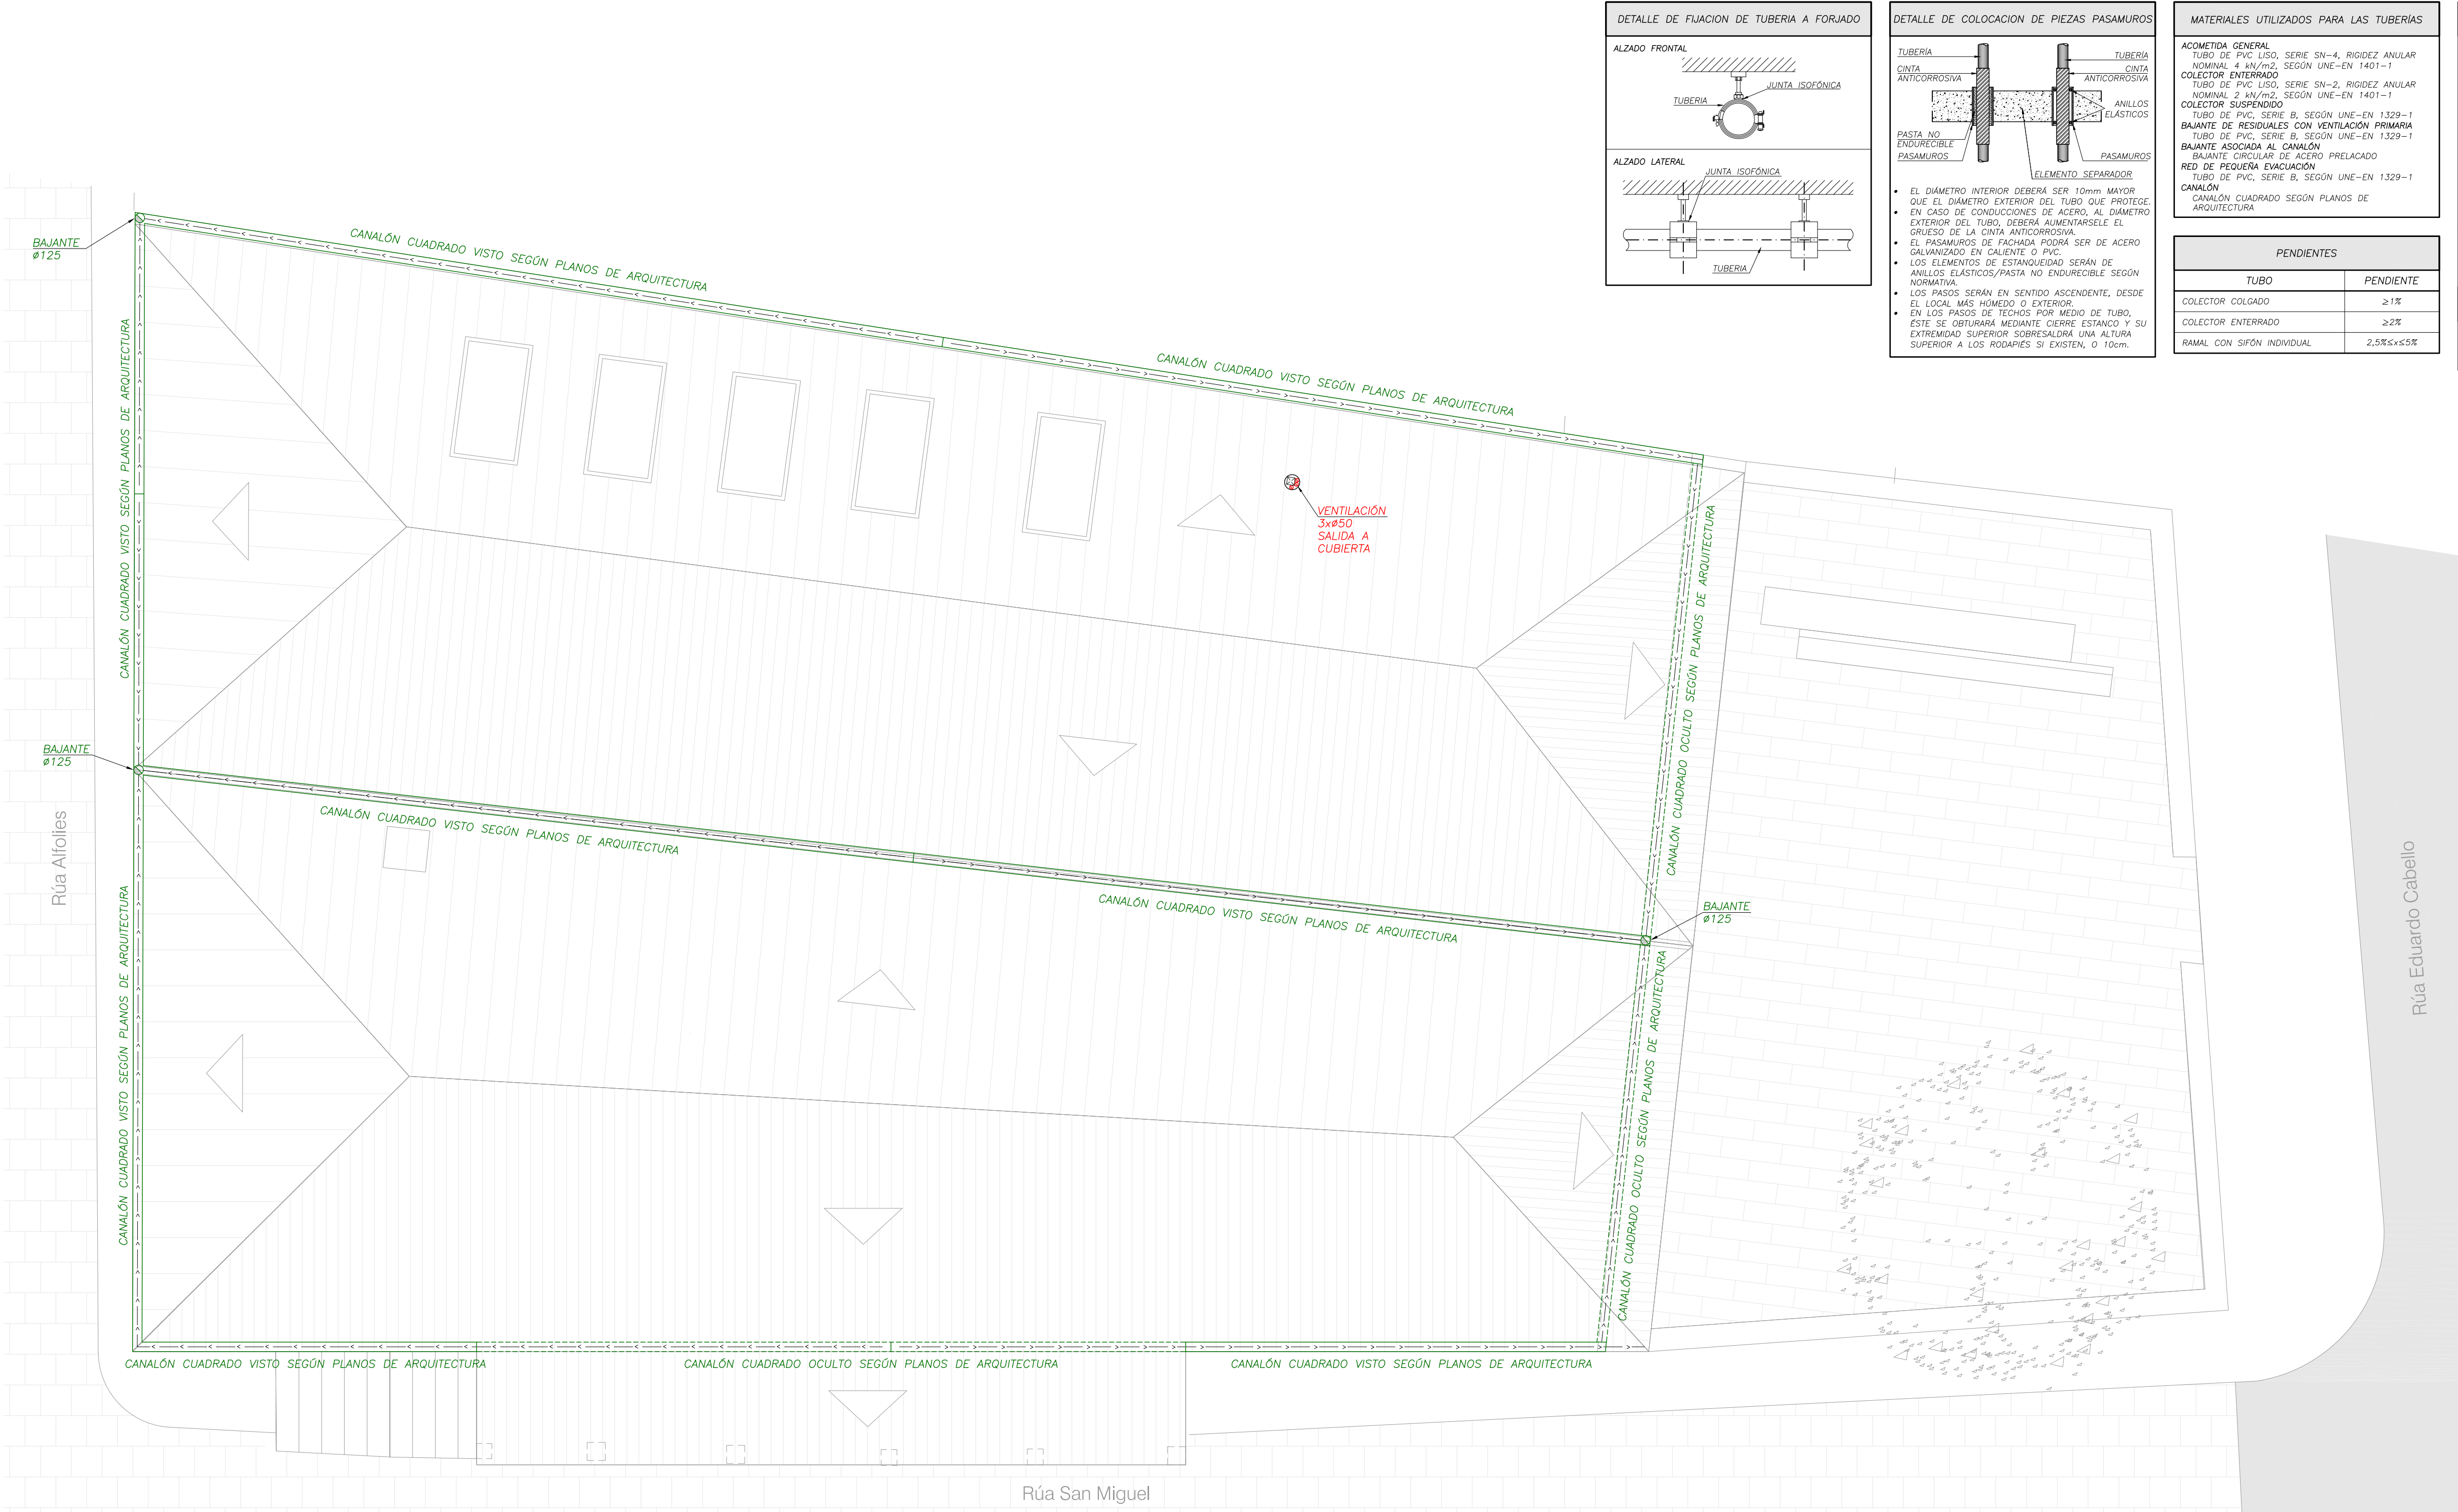 DETALLE DE FIJACION DE TUBERIA A FORJADO
ALZADO FRONTAL
JUNTA ISOFÓNICA
TUBERIA
ALZADO LATERAL
JUNTA ISOFÓNICA
TUBERIA
DETALLE DE COLOCACION DE PIEZAS PASAMUROS
TUBERÍA
CINTA
ANTICORROSIVA
TUBERÍA
CINTA
ANTICORROSIVA
ANILLOS
ELÁSTICOS
PASTA NO
ENDURECIBLE
PASAMUROS
PASAMUROS
ELEMENTO SEPARADOR
• EL DIÁMETRO INTERIOR DEBERÁ SER 10mm MAYOR
QUE EL DIÁMETRO EXTERIOR DEL TUBO QUE PROTEGE.
• EN CASO DE CONDUCCIONES DE ACERO, AL DIÁMETRO
EXTERIOR DEL TUBO, DEBERÁ AUMENTARSELE EL
GRUESO DE LA CINTA ANTICORROSIVA.
• EL PASAMUROS DE FACHADA PODRÁ SER DE ACERO
GALVANIZADO EN CALIENTE O PVC.
• LOS ELEMENTOS DE ESTANQUEIDAD SERÁN DE
ANILLOS ELÁSTICOS/PASTA NO ENDURECIBLE SEGÚN
NORMATIVA.
• LOS PASOS SERÁN EN SENTIDO ASCENDENTE, DESDE
EL LOCAL MÁS HÚMEDO O EXTERIOR.
• EN LOS PASOS DE TECHOS POR MEDIO DE TUBO,
ÉSTE SE OBTURARÁ MEDIANTE CIERRE ESTANCO Y SU
EXTREMIDAD SUPERIOR SOBRESALDRÁ UNA ALTURA
SUPERIOR A LOS RODAPIÉS SI EXISTEN, O 10cm.
MATERIALES UTILIZADOS PARA LAS TUBERÍAS
ACOMETIDA GENERAL
TUBO DE PVC LISO, SERIE SN-4, RIGIDEZ ANULAR
NOMINAL 4 kN/m2, SEGÚN UNE-EN 1401-1
COLECTOR ENTERRADO
TUBO DE PVC LISO, SERIE SN-2, RIGIDEZ ANULAR
NOMINAL 2 kN/m2, SEGÚN UNE-EN 1401-1
COLECTOR SUSPENDIDO
TUBO DE PVC, SERIE B, SEGÚN UNE-EN 1329-1
BAJANTE DE RESIDUALES CON VENTILACIÓN PRIMARIA
TUBO DE PVC, SERIE B, SEGÚN UNE-EN 1329-1
BAJANTE ASOCIADA AL CANALÓN
BAJANTE CIRCULAR DE ACERO PRELACADO
RED DE PEQUEÑA EVACUACIÓN
TUBO DE PVC, SERIE B, SEGÚN UNE-EN 1329-1
CANALÓN
CANALÓN CUADRADO SEGÚN PLANOS DE
ARQUITECTURA
PENDIENTES
TUBO PENDIENTE
COLECTOR COLGADO ≥1%
COLECTOR ENTERRADO ≥2%
RAMAL CON SIFÓN INDIVIDUAL 2,5%≤x≤5%
BAJANTE
ø125
CANALÓN CUADRADO VISTO SEGÚN PLANOS DE ARQUITECTURA
CANALÓN CUADRADO VISTO SEGÚN PLANOS DE ARQUITECTURA
CANALÓN CUADRADO VISTO SEGÚN PLANOS DE ARQUITECTURA
VENTILACIÓN
3xø50
SALIDA A
CUBIERTA
CANALÓN CUADRADO OCULTO SEGÚN PLANOS DE ARQUITECTURA
BAJANTE
ø125
CANALÓN CUADRADO VISTO SEGÚN PLANOS DE ARQUITECTURA
CANALÓN CUADRADO VISTO SEGÚN PLANOS DE ARQUITECTURA
BAJANTE
ø125
Rúa Alfolies
Rúa Eduardo Cabello
CANALÓN CUADRADO VISTO SEGÚN PLANOS DE ARQUITECTURA
CANALÓN CUADRADO OCULTO SEGÚN PLANOS DE ARQUITECTURA
CANALÓN CUADRADO VISTO SEGÚN PLANOS DE ARQUITECTURA
CANALÓN CUADRADO OCULTO SEGÚN PLANOS DE ARQUITECTURA
CANALÓN CUADRADO VISTO SEGÚN PLANOS DE ARQUITECTURA
Rúa San Miguel